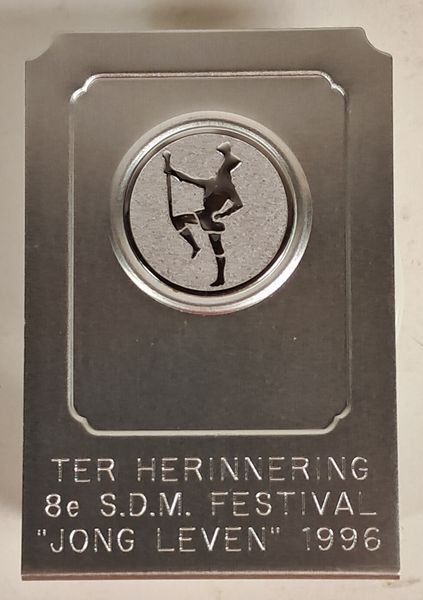 TER HERINNERING
8e S.D.M. FESTIVAL
"JONG LEVEN" 1996